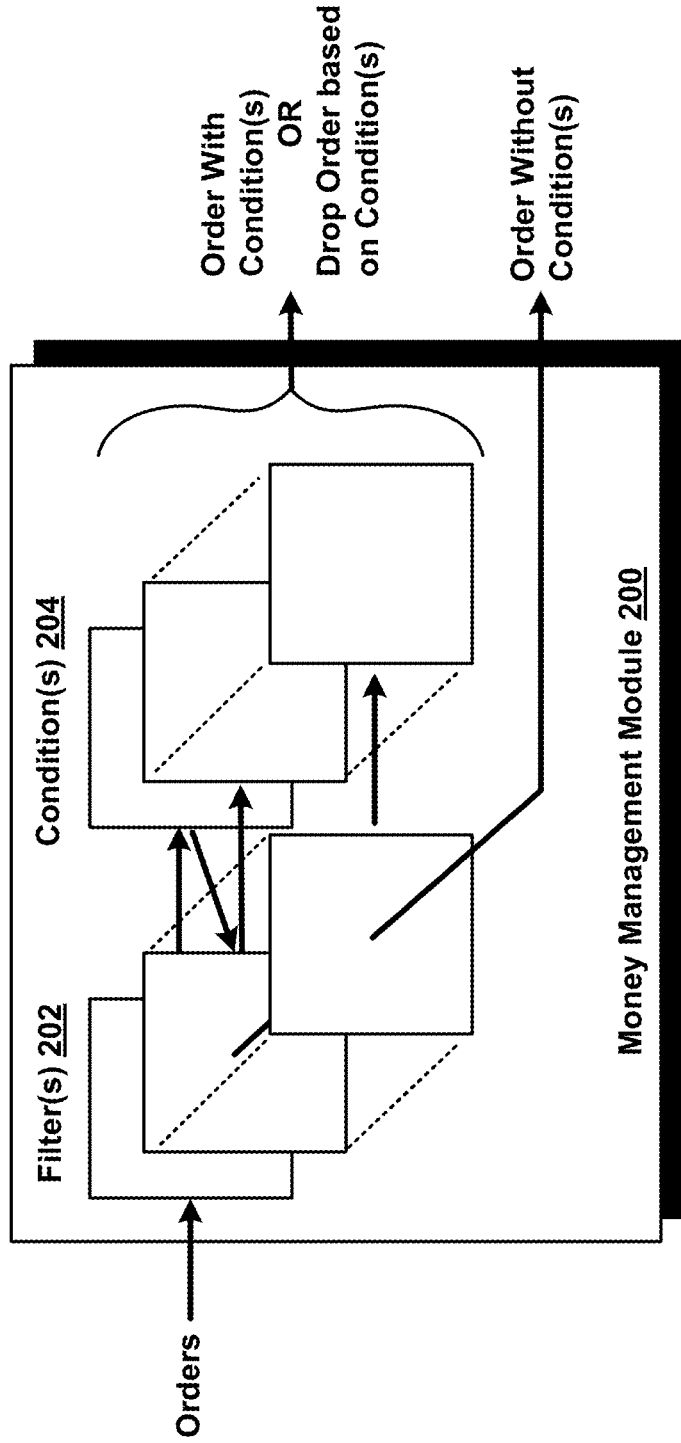 Orders
Filter(s) 202
Condition(s) 204
Order With
Condition(s)
OR
Drop Order based
on Condition(s)
Order Without
Condition(s)
Money Management Module 200